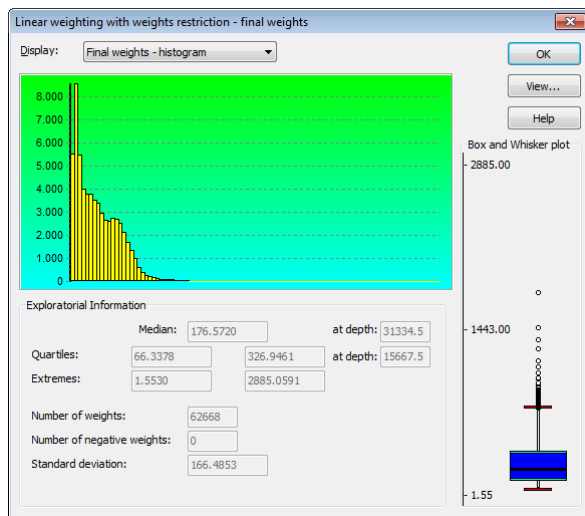 Linear weighting with weights restriction - final weights
Display: Final weights - histogram
OK
View...
Help
8.000
7.000
6.000
5.000
4.000
3.000
2.000
1.000
0
Box and Whisker plot
2885.00
1443.00
1.55
Exploratorial Information
Median: 176.5720 at depth: 31334.5
Quartiles: 66.3378 326.9461 at depth: 15667.5
Extremes: 1.5530 2885.0591
Number of weights: 62668
Number of negative weights: 0
Standard deviation: 166.4853